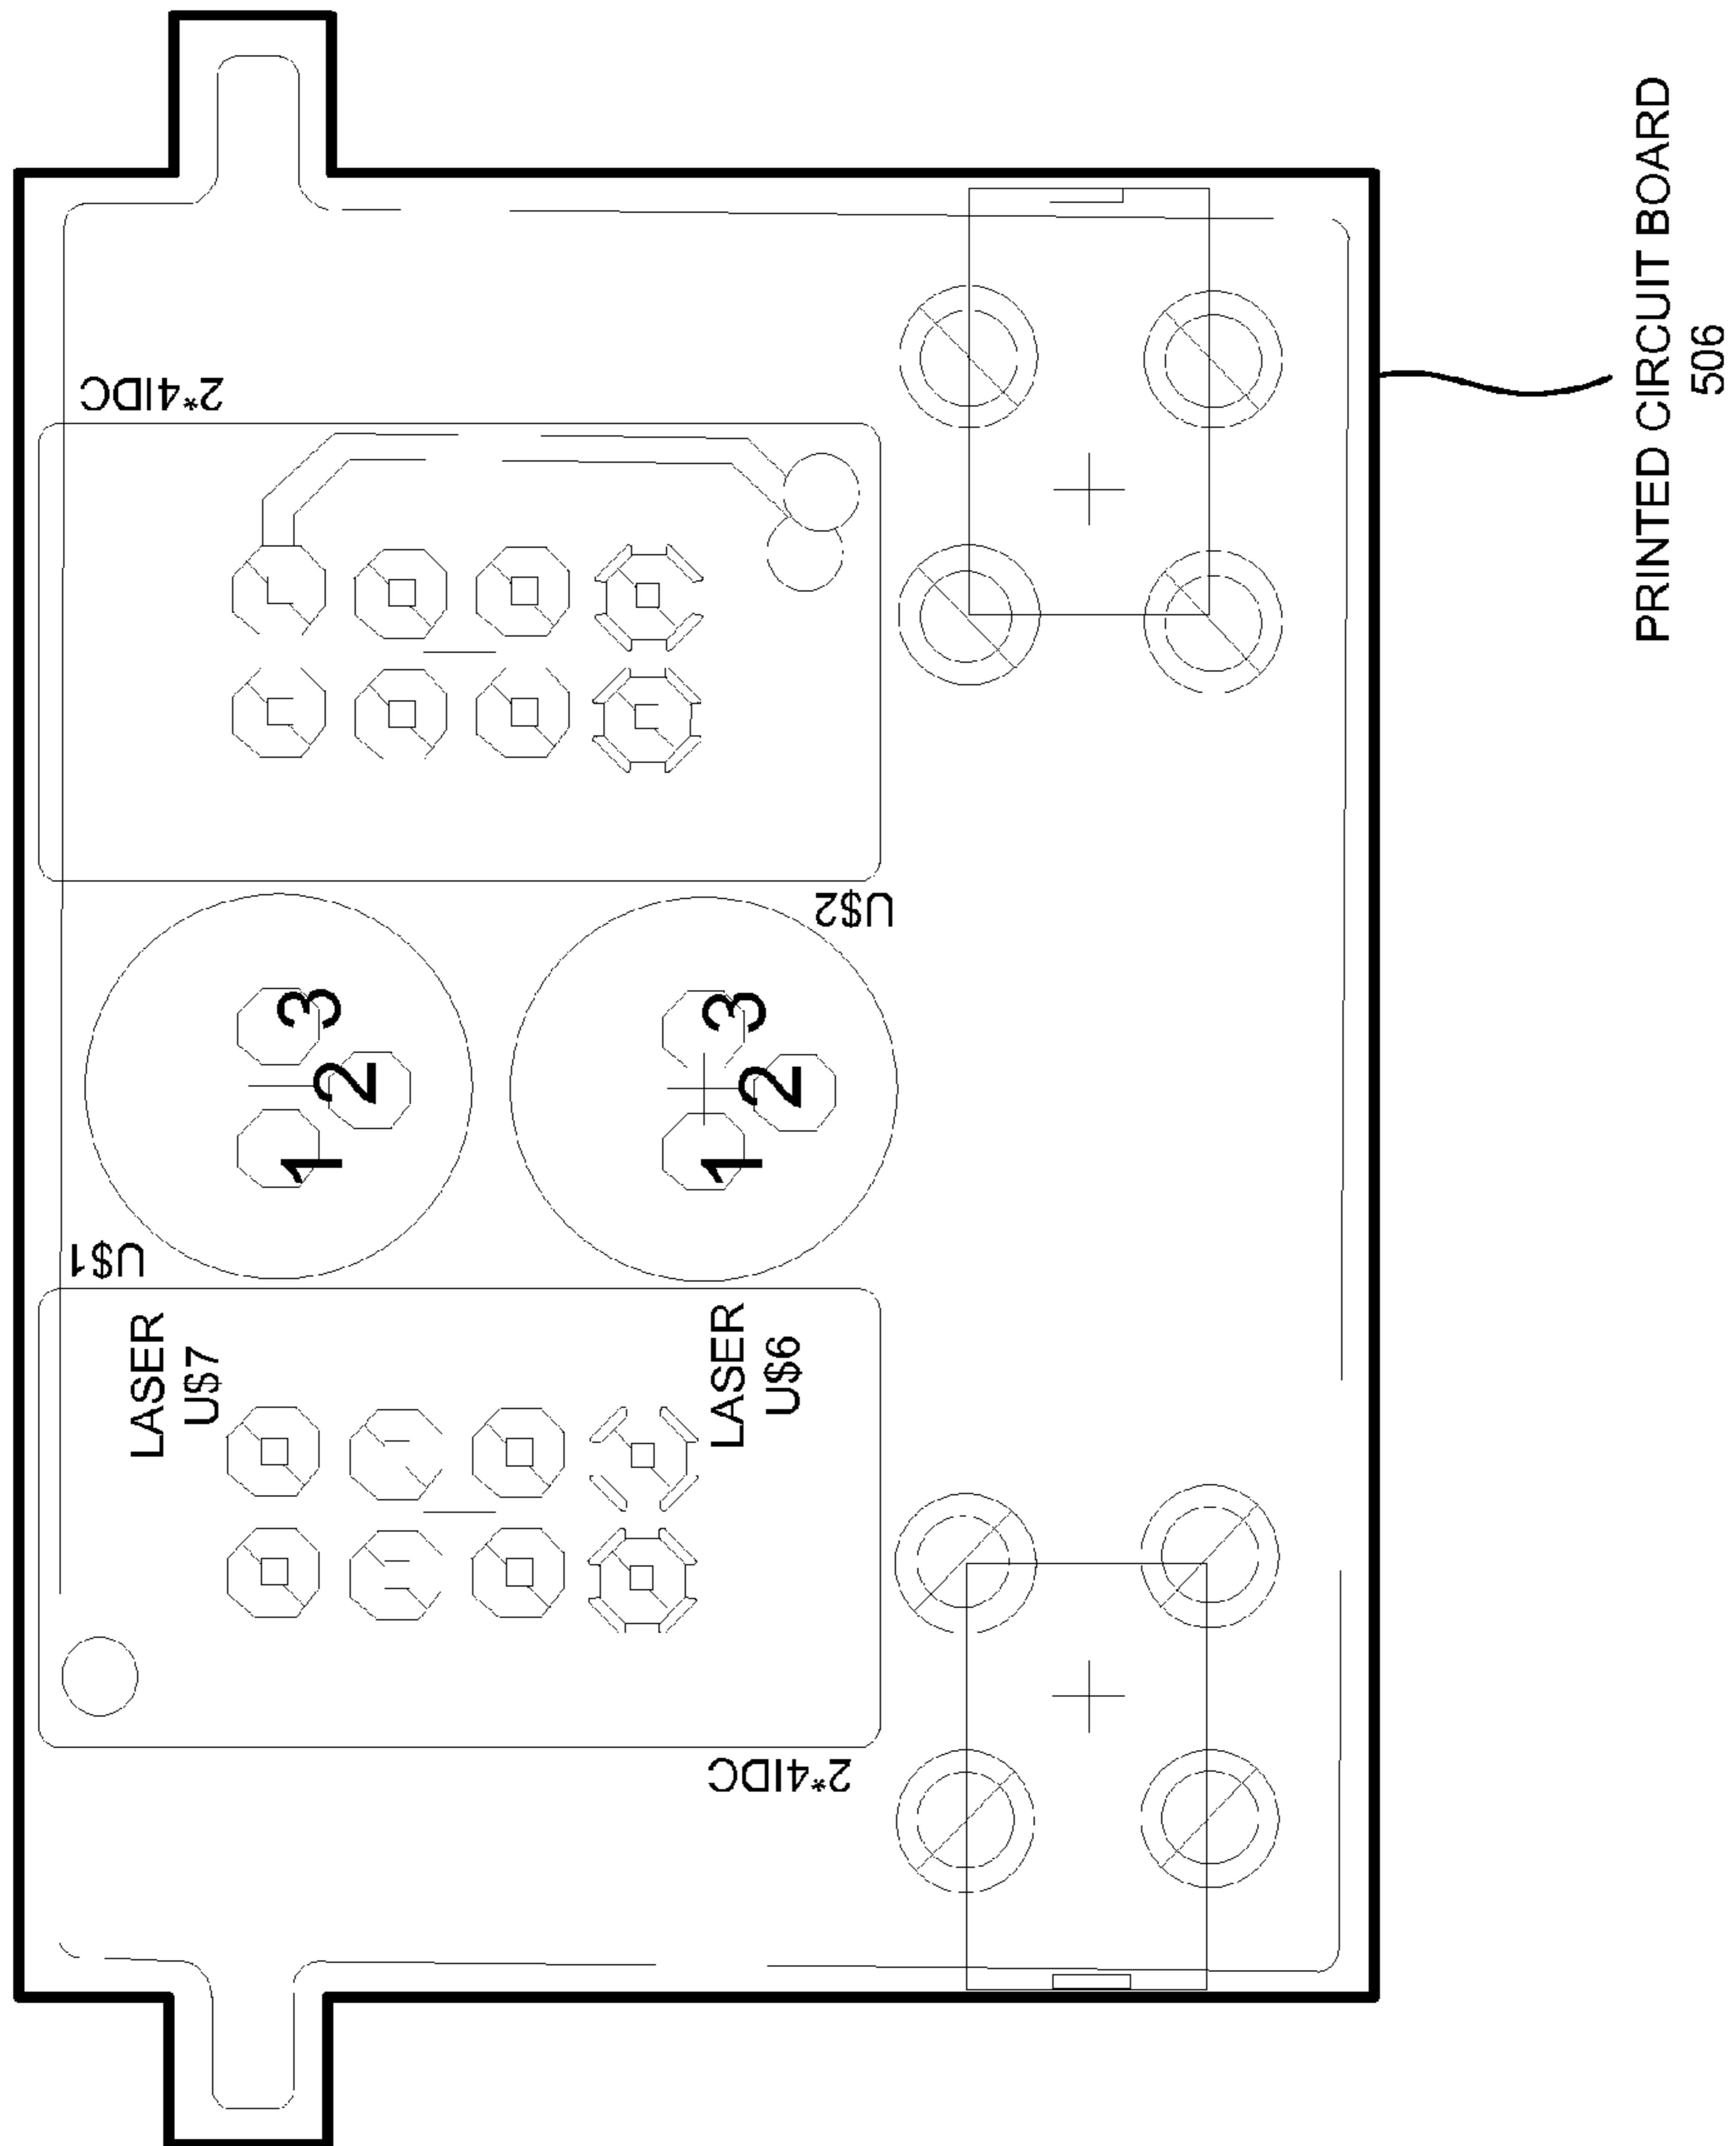 2*4IDC
U$2
3
2
1
3
2
1
U$1
LASER
U$7
LASER
U$6
2*4IDC
PRINTED CIRCUIT BOARD
506